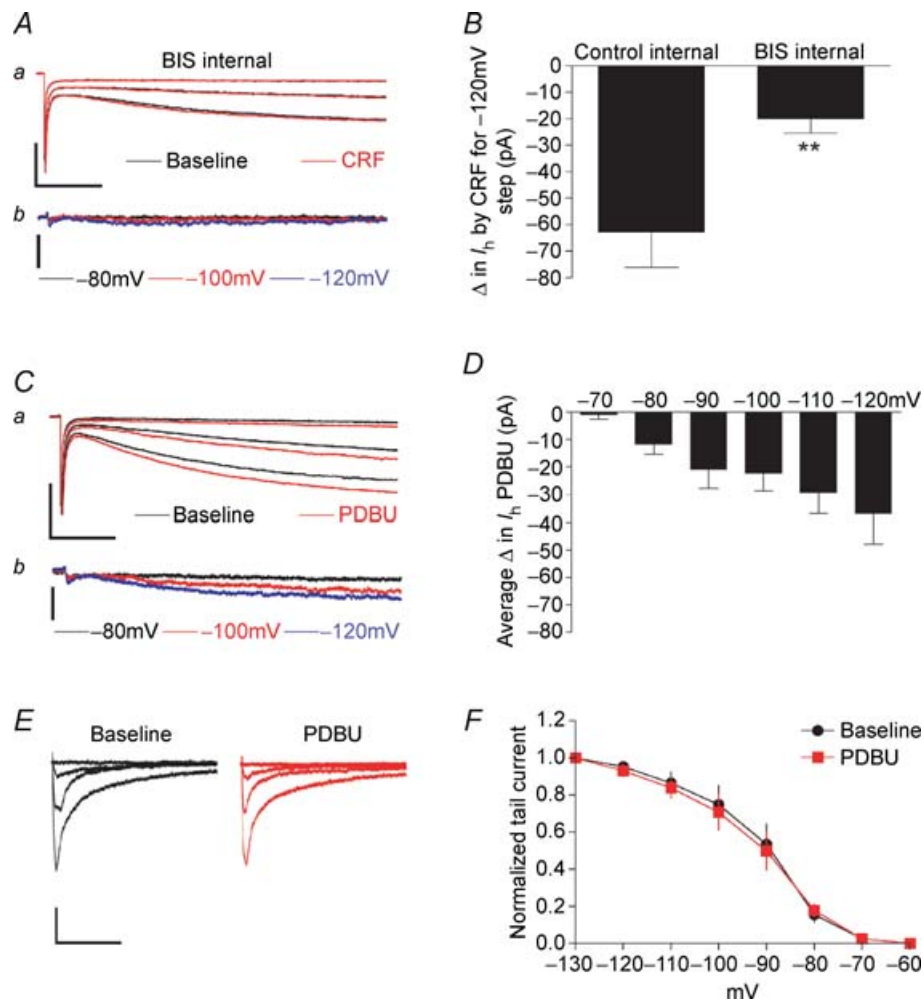 A
a
BIS internal
Baseline
CRF
b
–80mV –100mV –120mV
B
Control internal BIS internal
Δ in Ih by CRF for –120mV step (pA)
0
–10
–20
–30
–40
–50
–60
–70
–80
**
C
a
Baseline
PDBU
b
–80mV –100mV –120mV
D
–70 –80 –90 –100 –110 –120mV
Average Δ in Ih PDBU (pA)
0
–10
–20
–30
–40
–50
–60
–70
–80
E
Baseline
PDBU
F
Baseline
PDBU
Normalized tail current
1.2
1.0
0.8
0.6
0.4
0.2
0.0
–130 –120 –110 –100 –90 –80 –70 –60
mV